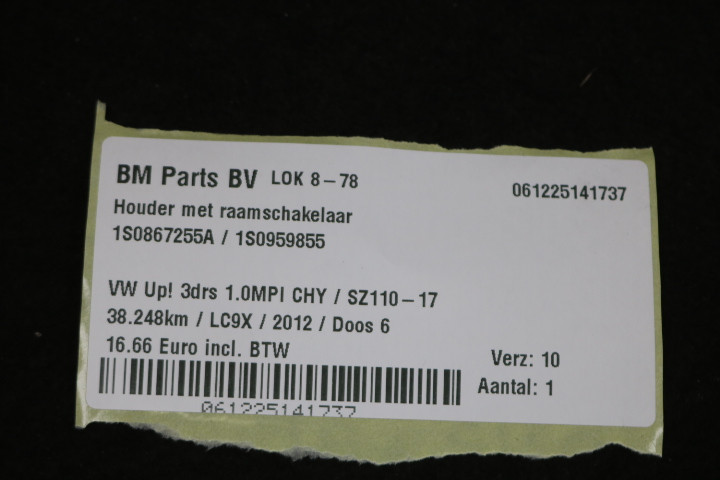 BM Parts BV LOK 8-78
061225141737
Houder met raamschakelaar
1S0867255A / 1S0959855
VW Up! 3drs 1.0MPI CHY / SZ110-17
38.248km / LC9X / 2012 / Doos 6
16.66 Euro incl. BTW
Verz: 10
Aantal: 1
061225141737